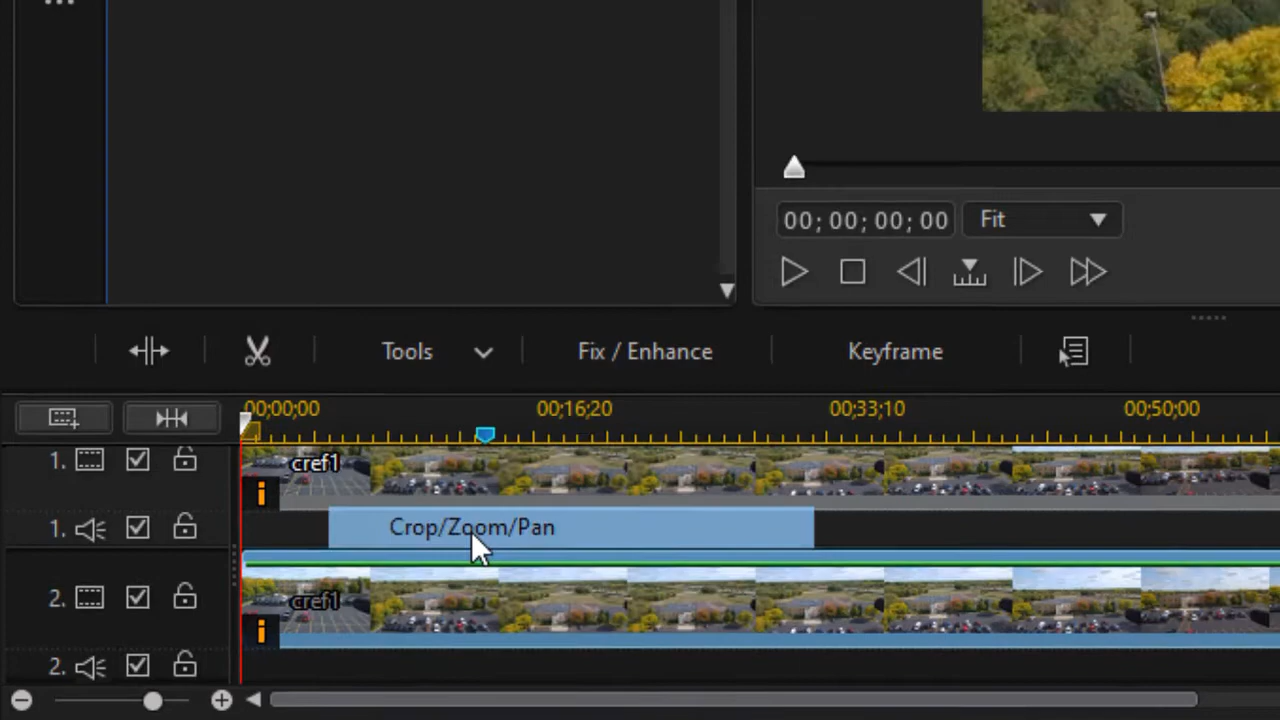 00; 00; 00; 00 Fit
Tools Fix / Enhance Keyframe
00;00;00 00;16;20 00;33;10 00;50;00
1. cref1
i
1. Crop/Zoom/Pan
2. cref1
i
2.